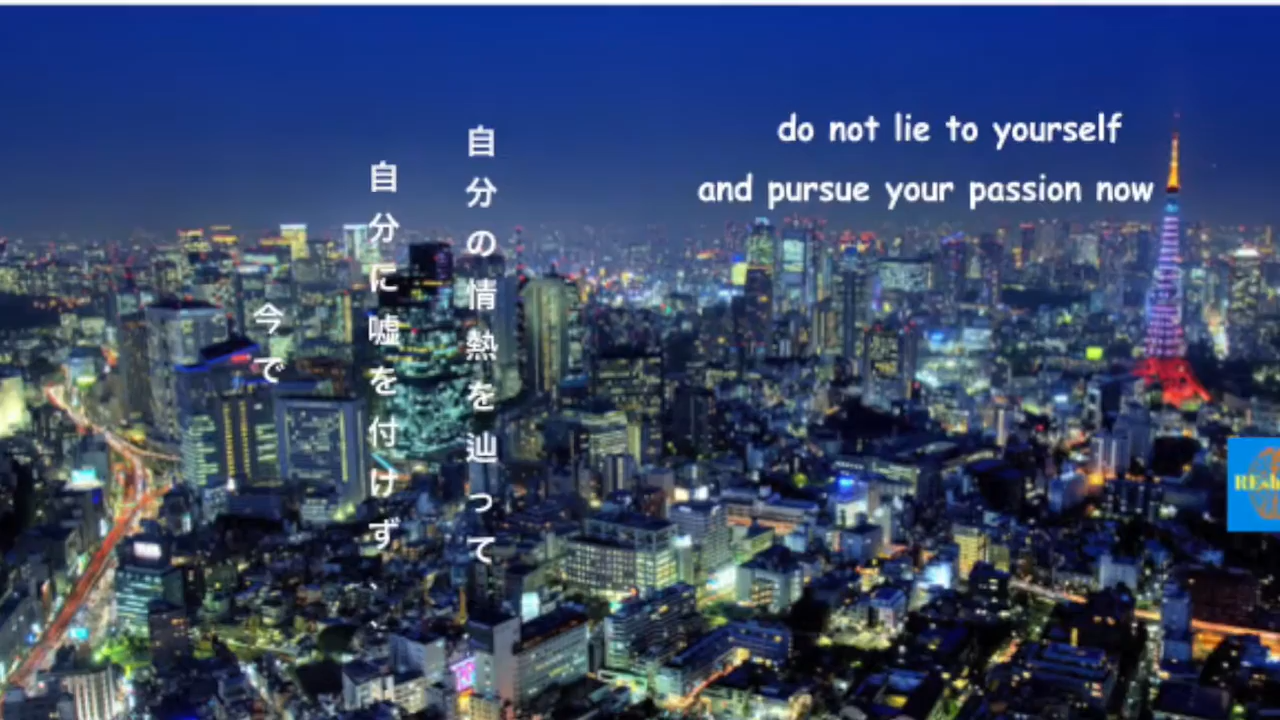 do not lie to yourself
and pursue your passion now
自分の情熱を辿って
自分に嘘を付けず、
今で